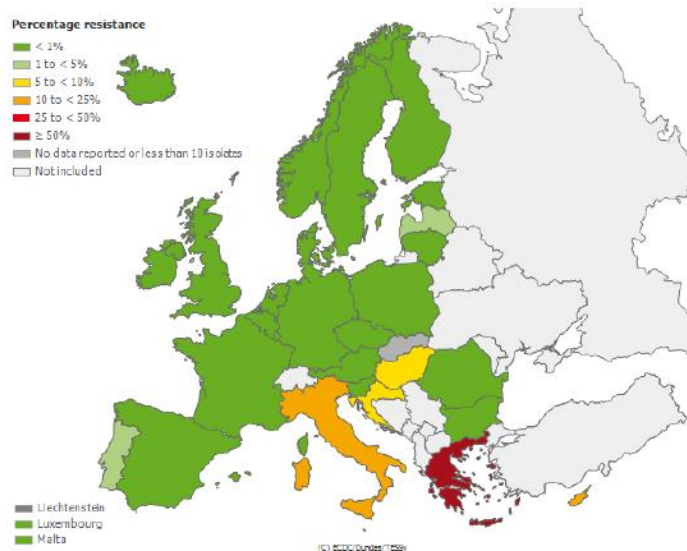 Percentage resistance
< 1%
1 to < 5%
5 to < 10%
10 to < 25%
25 to < 50%
≥ 50%
No data reported or less than 10 isolates
Not included
Liechtenstein
Luxembourg
Malta
(C) ECDC/Dundas/TESSy